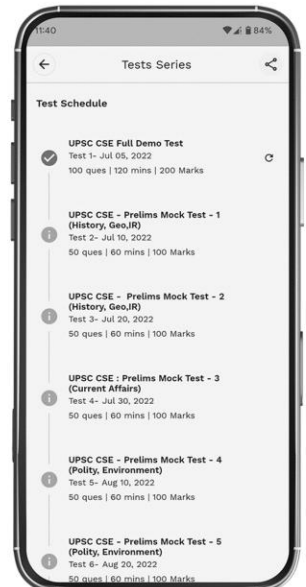 11:40
84%
Tests Series
Test Schedule
UPSC CSE Full Demo Test
Test 1- Jul 05, 2022
100 ques | 120 mins | 200 Marks
UPSC CSE - Prelims Mock Test - 1
(History, Geo,IR)
Test 2- Jul 10, 2022
50 ques | 60 mins | 100 Marks
UPSC CSE - Prelims Mock Test - 2
(History, Geo,IR)
Test 3- Jul 20, 2022
50 ques | 60 mins | 100 Marks
UPSC CSE : Prelims Mock Test - 3
(Current Affairs)
Test 4- Jul 30, 2022
50 ques | 60 mins | 100 Marks
UPSC CSE - Prelims Mock Test - 4
(Polity, Environment)
Test 5- Aug 10, 2022
50 ques | 60 mins | 100 Marks
UPSC CSE - Prelims Mock Test - 5
(Polity, Environment)
Test 6- Aug 20, 2022
50 ques | 60 mins | 100 Marks